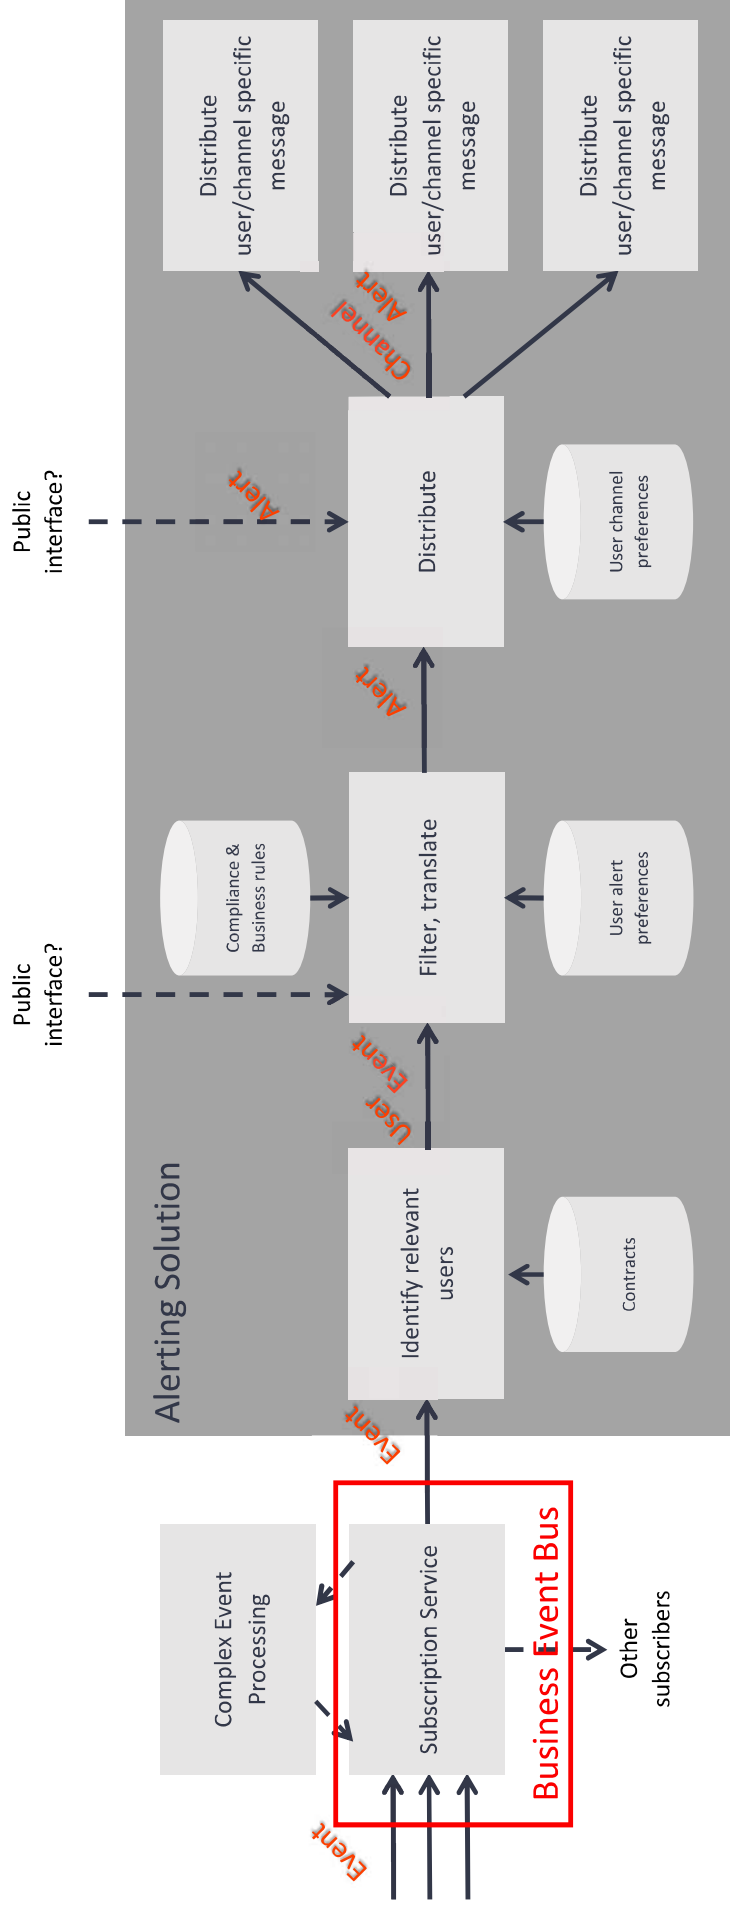 Public
interface?
Public
interface?
Alerting Solution
Complex Event
Processing
Compliance &
Business rules
Distribute
user/channel specific
message
Event
Subscription Service
Event
Identify relevant
users
User
Event
Filter, translate
Alert
Distribute
Alert
Channel
Alert
Distribute
user/channel specific
message
Business Event Bus
Other
subscribers
Contracts
User alert
preferences
User channel
preferences
Distribute
user/channel specific
message